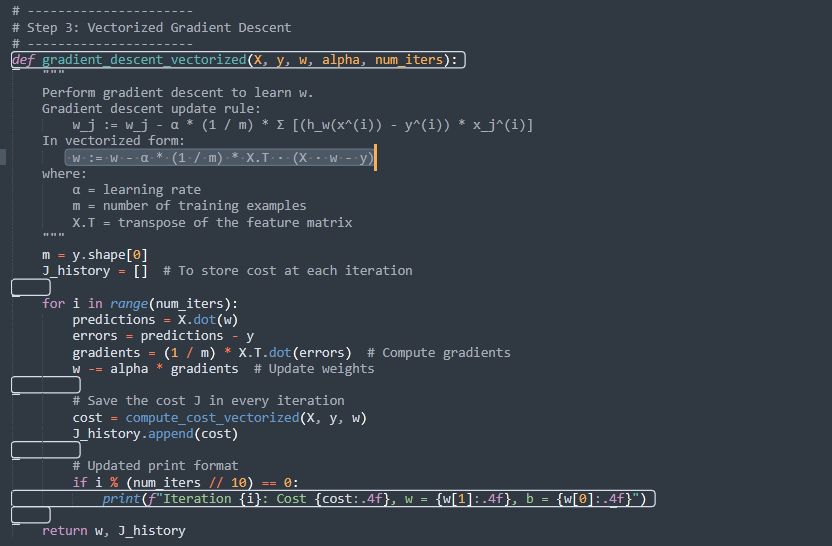 # ----------------------
# Step 3: Vectorized Gradient Descent
# ----------------------
def gradient_descent_vectorized(X, y, w, alpha, num_iters):
    """
    Perform gradient descent to learn w.
    Gradient descent update rule:
        w_j := w_j - α * (1 / m) * Σ [(h_w(x^(i)) - y^(i)) * x_j^(i)]
    In vectorized form:
        w := w - α * (1 / m) * X.T · (X · w - y)
    where:
        α = learning rate
        m = number of training examples
        X.T = transpose of the feature matrix
    """
    m = y.shape[0]
    J_history = []  # To store cost at each iteration
    for i in range(num_iters):
        predictions = X.dot(w)
        errors = predictions - y
        gradients = (1 / m) * X.T.dot(errors)  # Compute gradients
        w -= alpha * gradients  # Update weights
        # Save the cost J in every iteration
        cost = compute_cost_vectorized(X, y, w)
        J_history.append(cost)
        # Updated print format
        if i % (num_iters // 10) == 0:
            print(f"Iteration {i}: Cost {cost:.4f}, w = {w[1]:.4f}, b = {w[0]:.4f}")
    return w, J_history